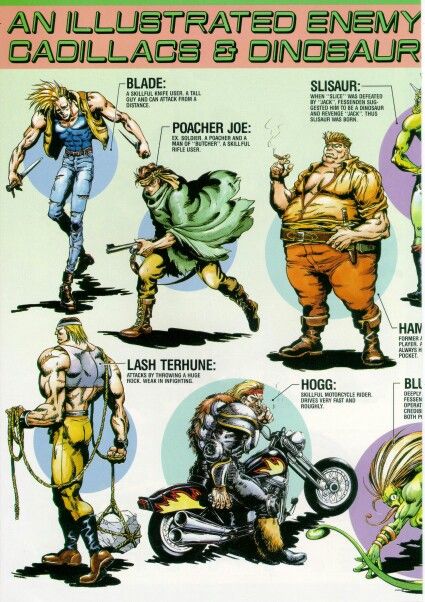 AN ILLUSTRATED ENEMY
CADILLACS & DINOSAUR
BLADE:
A SKILLFUL KNIFE USER. A TALL
GUY AND CAN ATTACK FROM A
DISTANCE.
SLISAUR:
WHEN "SLICE" WAS DEFEATED
BY "JACK", FESSENDEN SUG-
GESTED HIM TO BE A DINOSAUR
AND REVENGE "JACK". THUS
SLISAUR WAS BORN.
POACHER JOE:
EX. SOLDIER. A POACHER AND A
MAN OF "BUTCHER". A SKILLFUL
RIFLE USER.
HAM
FORMER
PLAYER. A
ALWAYS H
POCKET.
LASH TERHUNE:
ATTACKS BY THROWING A HUGE
ROCK. WEAK IN INFIGHTING.
HOGG:
SKILLFUL MOTORCYCLE RIDER.
DRIVES VERY FAST AND
ROUGHLY.
BLU
DEEPLY
FESSEN
OPERAT
CREDIB
BOTH P